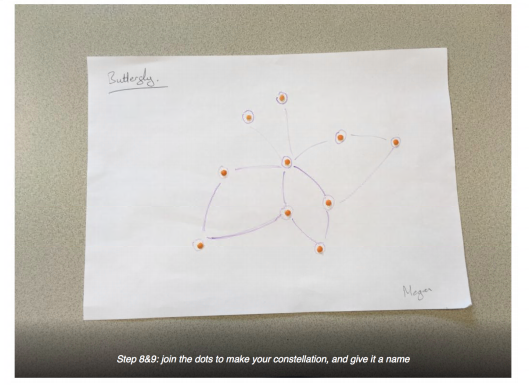 Butterfly.
Megan
Step 8&9: join the dots to make your constellation, and give it a name